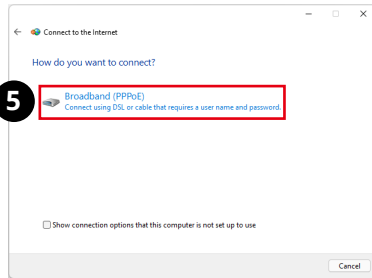 Connect to the Internet
How do you want to connect?
5
Broadband (PPPoE)
Connect using DSL or cable that requires a user name and password.
Show connection options that this computer is not set up to use
Cancel